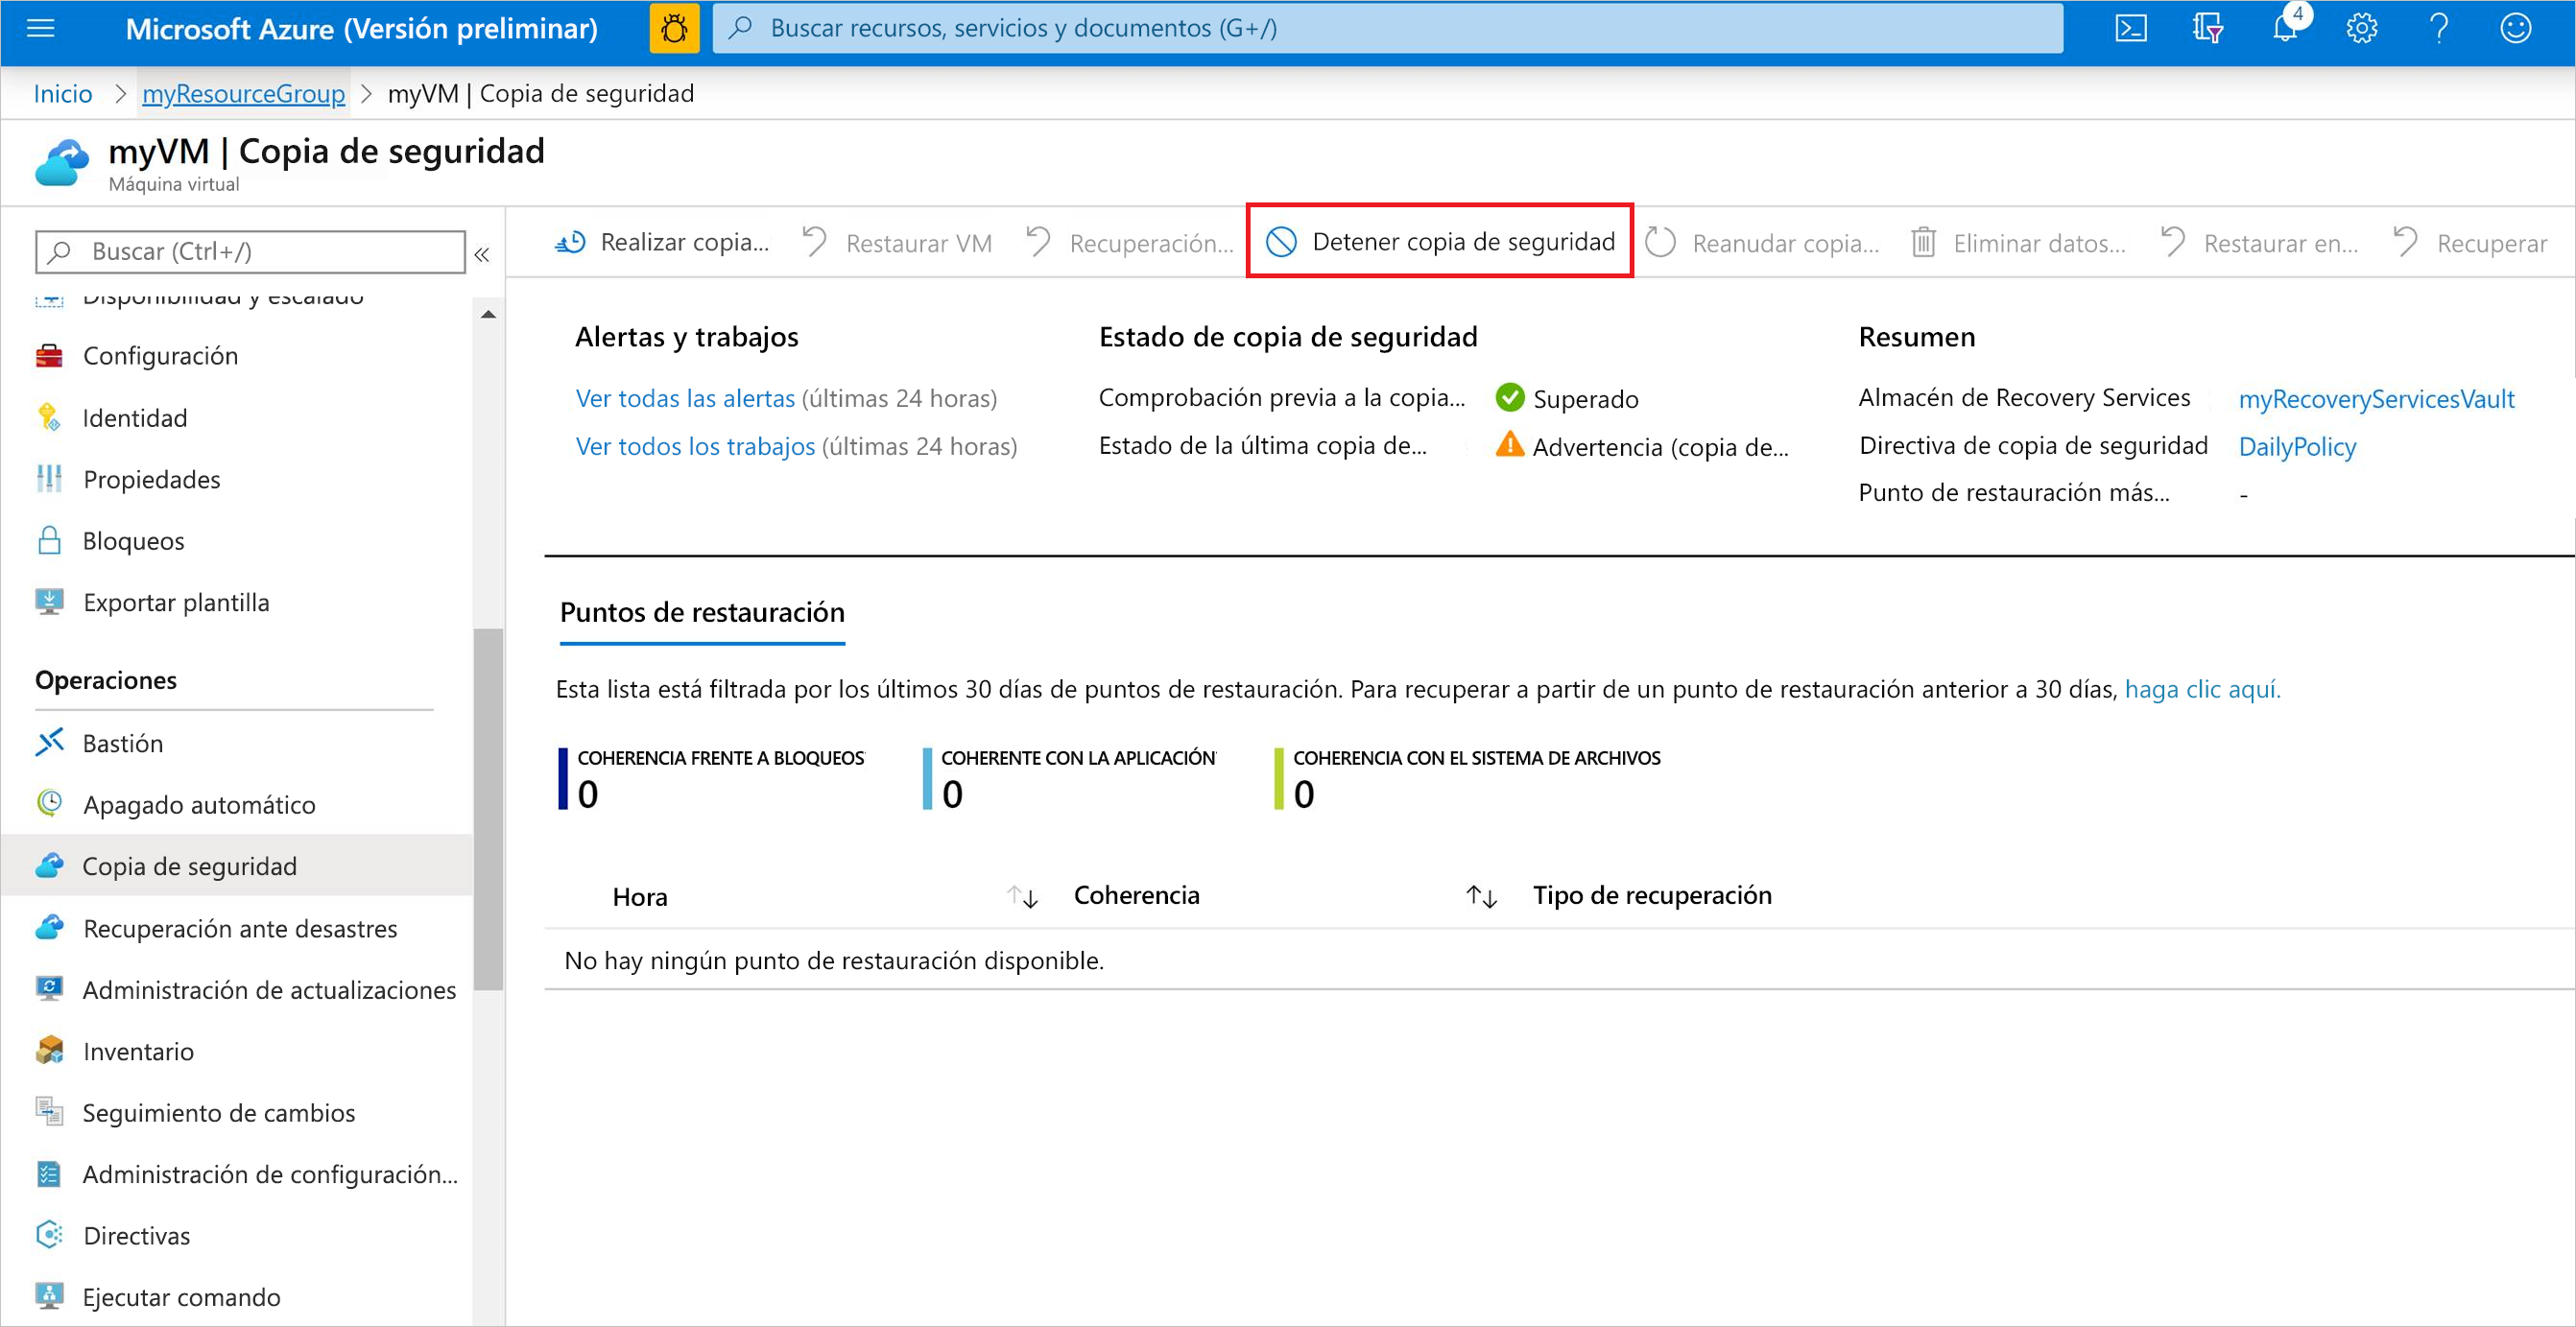 Microsoft Azure (Versión preliminar)
Buscar recursos, servicios y documentos (G+/)
4
Inicio > myResourceGroup > myVM | Copia de seguridad
myVM | Copia de seguridad
Máquina virtual
Buscar (Ctrl+/)
«
Disponibilidad y escalado
Configuración
Identidad
Propiedades
Bloqueos
Exportar plantilla
Operaciones
Bastión
Apagado automático
Copia de seguridad
Recuperación ante desastres
Administración de actualizaciones
Inventario
Seguimiento de cambios
Administración de configuración...
Directivas
Ejecutar comando
Realizar copia...
Restaurar VM
Recuperación...
Detener copia de seguridad
Reanudar copia...
Eliminar datos...
Restaurar en...
Recuperar
Alertas y trabajos
Ver todas las alertas (últimas 24 horas)
Ver todos los trabajos (últimas 24 horas)
Estado de copia de seguridad
Comprobación previa a la copia... Superado
Estado de la última copia de... Advertencia (copia de...
Resumen
Almacén de Recovery Services myRecoveryServicesVault
Directiva de copia de seguridad DailyPolicy
Punto de restauración más... -
Puntos de restauración
Esta lista está filtrada por los últimos 30 días de puntos de restauración. Para recuperar a partir de un punto de restauración anterior a 30 días, haga clic aquí.
COHERENCIA FRENTE A BLOQUEOS
0
COHERENTE CON LA APLICACIÓN
0
COHERENCIA CON EL SISTEMA DE ARCHIVOS
0
Hora Coherencia Tipo de recuperación
No hay ningún punto de restauración disponible.